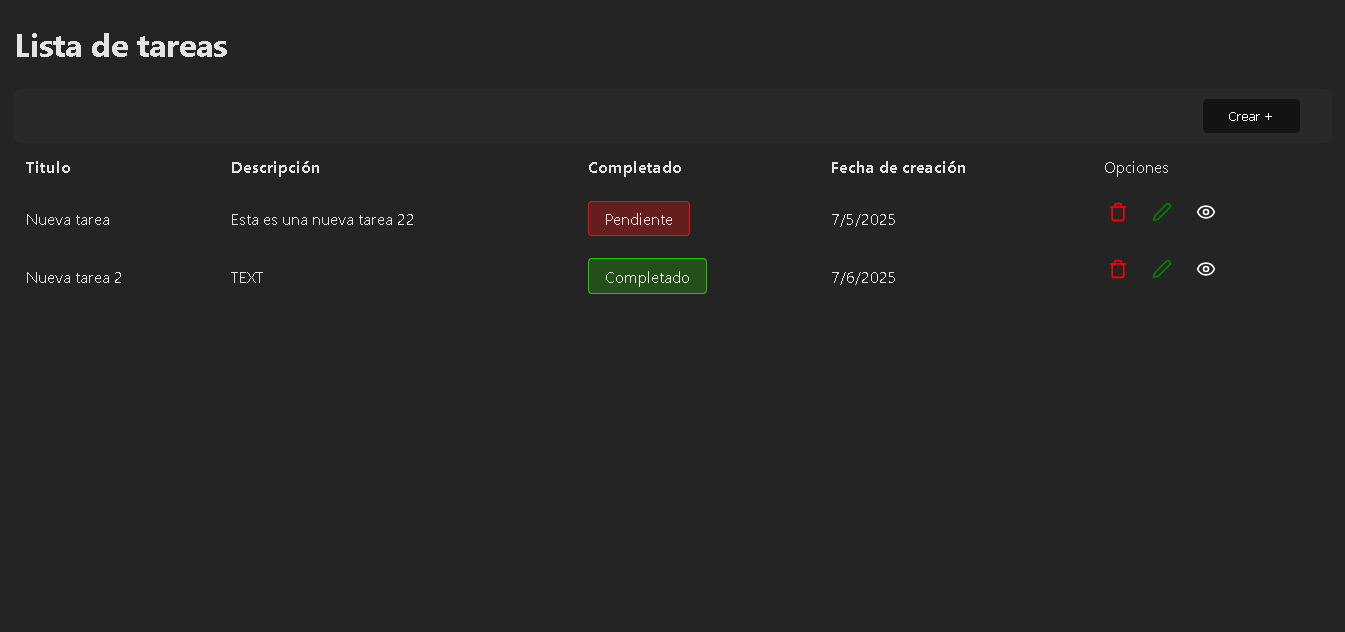 Lista de tareas
Crear +
Titulo Descripción Completado Fecha de creación Opciones
Nueva tarea Esta es una nueva tarea 22 Pendiente 7/5/2025
Nueva tarea 2 TEXT Completado 7/6/2025